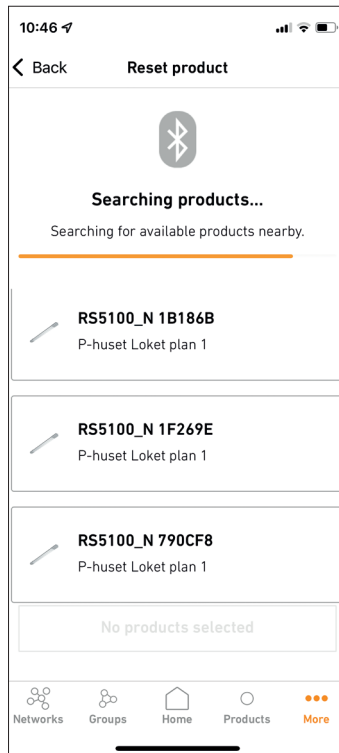 10:46
Back
Reset product
Searching products...
Searching for available products nearby.
RS5100_N 1B186B
P-huset Loket plan 1
RS5100_N 1F269E
P-huset Loket plan 1
RS5100_N 790CF8
P-huset Loket plan 1
No products selected
Networks Groups Home Products More